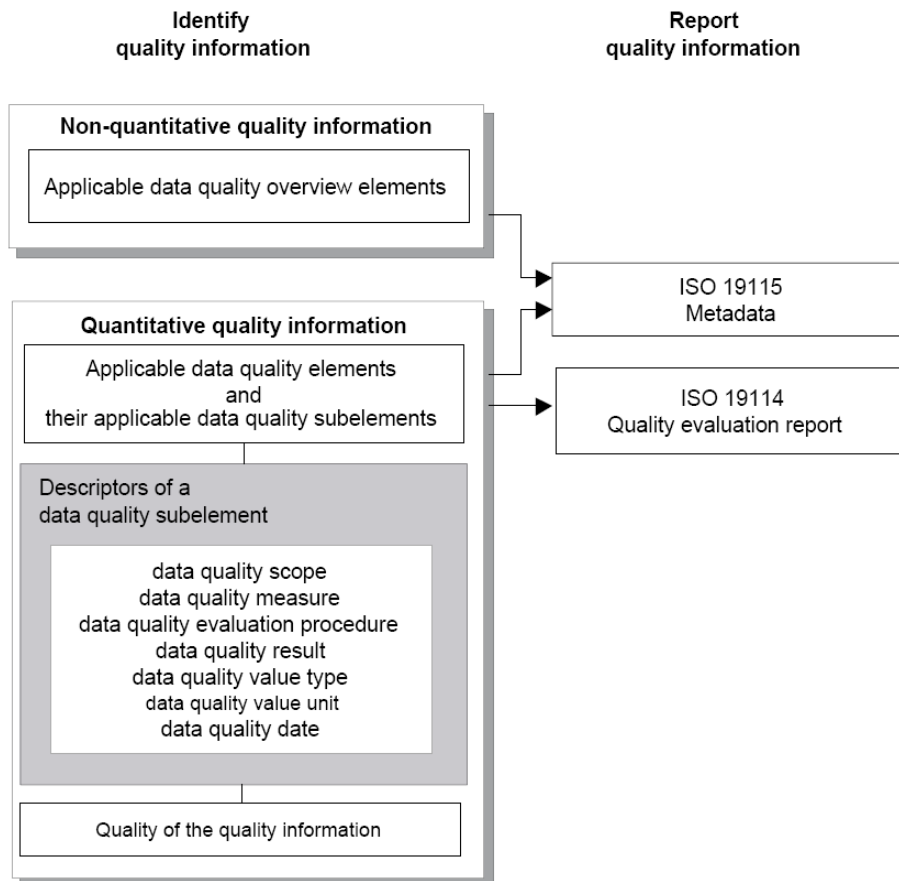 Identify
quality information
Report
quality information
Non-quantitative quality information
Applicable data quality overview elements
Quantitative quality information
Applicable data quality elements
and
their applicable data quality subelements
Descriptors of a
data quality subelement
data quality scope
data quality measure
data quality evaluation procedure
data quality result
data quality value type
data quality value unit
data quality date
Quality of the quality information
ISO 19115
Metadata
ISO 19114
Quality evaluation report